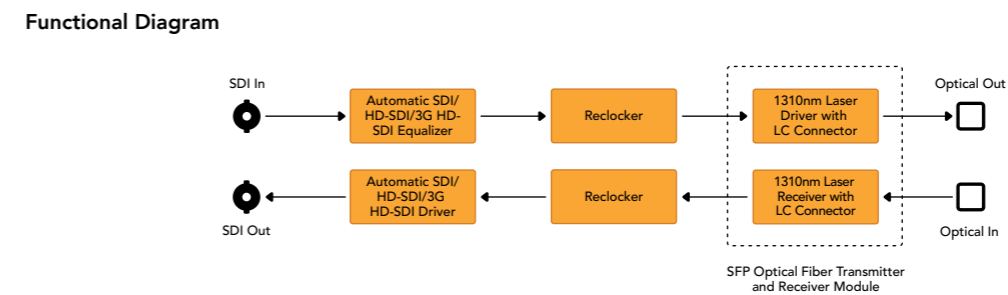 Functional Diagram
SDI In
Automatic SDI/
HD-SDI/3G HD-
SDI Equalizer
Reclocker
1310nm Laser
Driver with
LC Connector
Optical Out
Automatic SDI/
HD-SDI/3G
HD-SDI Driver
Reclocker
1310nm Laser
Receiver with
LC Connector
SDI Out
Optical In
SFP Optical Fiber Transmitter
and Receiver Module